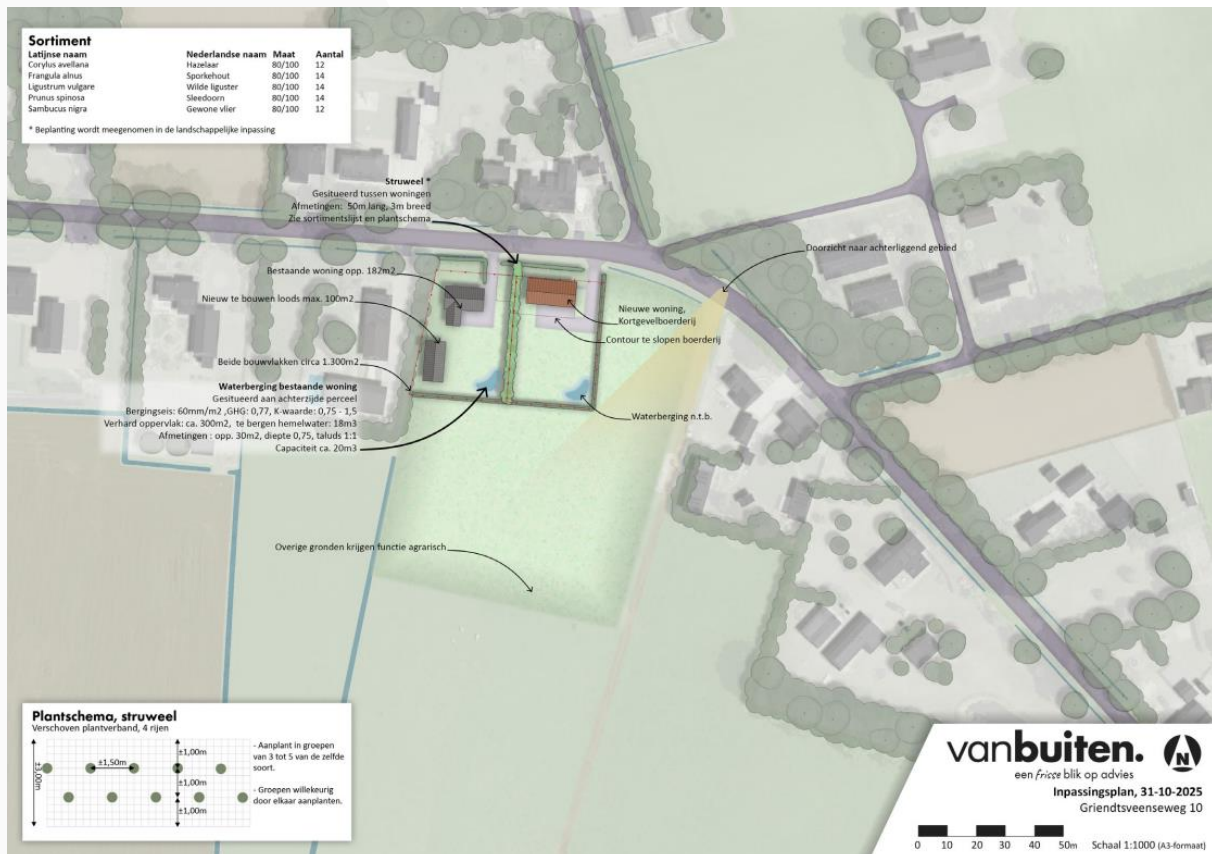 Sortiment
Latijnse naam Nederlandse naam Maat Aantal
Corylus avellana Hazelaar 80/100 12
Frangula alnus Sporkehout 80/100 14
Ligustrum vulgare Wilde liguster 80/100 14
Prunus spinosa Sleedoorn 80/100 14
Sambucus nigra Gewone vlier 80/100 12
* Beplanting wordt meegenomen in de landschappelijke inpassing
Struweel *
Gesitueerd tussen woningen
Afmetingen: 50m lang, 3m breed
Zie sortimentslijst en plantschema
Doorzicht naar achterliggend gebied
Bestaande woning opp. 182m2
Nieuw te bouwen loods max. 100m2
Nieuwe woning,
Kortgevelboerderij
Contour te slopen boerderij
Beide bouwvlakken circa 1.300m2
Waterberging bestaande woning
Gesitueerd aan achterzijde perceel
Bergingseis: 60mm/m2 ,GHG: 0,77, K-waarde: 0,75 - 1,5
Verhard oppervlak: ca. 300m2, te bergen hemelwater: 18m3
Afmetingen : opp. 30m2, diepte 0,75, taluds 1:1
Capaciteit ca. 20m3
Waterberging n.t.b.
Overige gronden krijgen functie agrarisch
Plantschema, struweel
Verschoven plantverband, 4 rijen
±3,00m
±1,50m
±1,00m
±1,00m
±1,00m
- Aanplant in groepen
van 3 tot 5 van de zelfde
soort.
- Groepen willekeurig
door elkaar aanplanten.
vanbuiten.
N
een frisse blik op advies
Inpassingsplan, 31-10-2025
Griendtsveenseweg 10
0 10 20 30 40 50m
Schaal 1:1000 (A3-formaat)